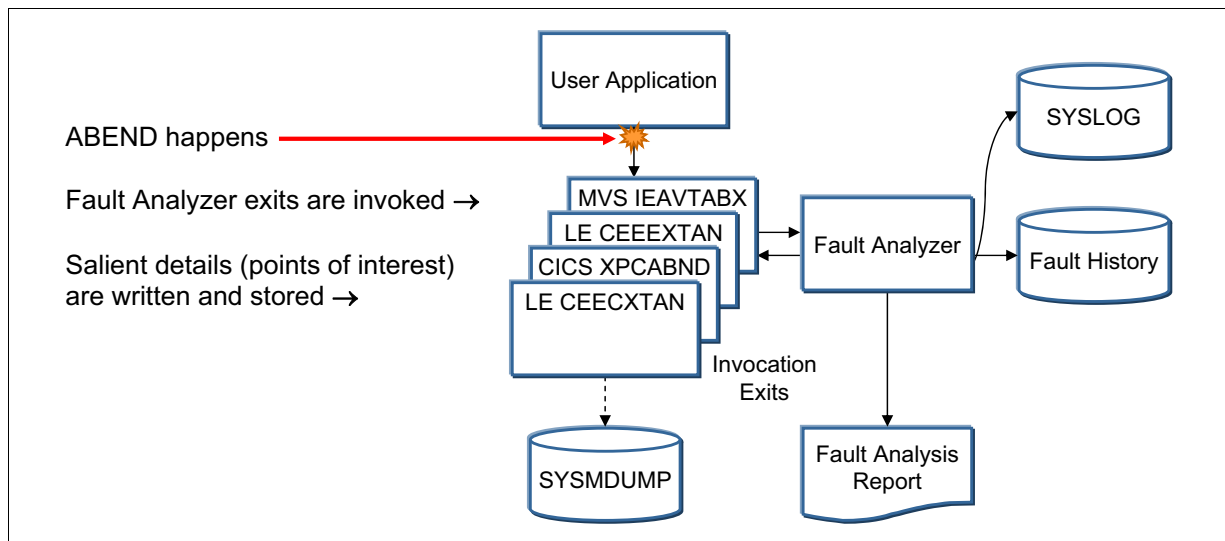 User Application
SYSLOG
ABEND happens
Fault Analyzer exits are invoked →
MVS IEAVTABX
LE CEEEXTAN
CICS XPCABND
LE CEECXTAN
Fault Analyzer
Fault History
Salient details (points of interest)
are written and stored →
Invocation
Exits
SYSMDUMP
Fault Analysis
Report